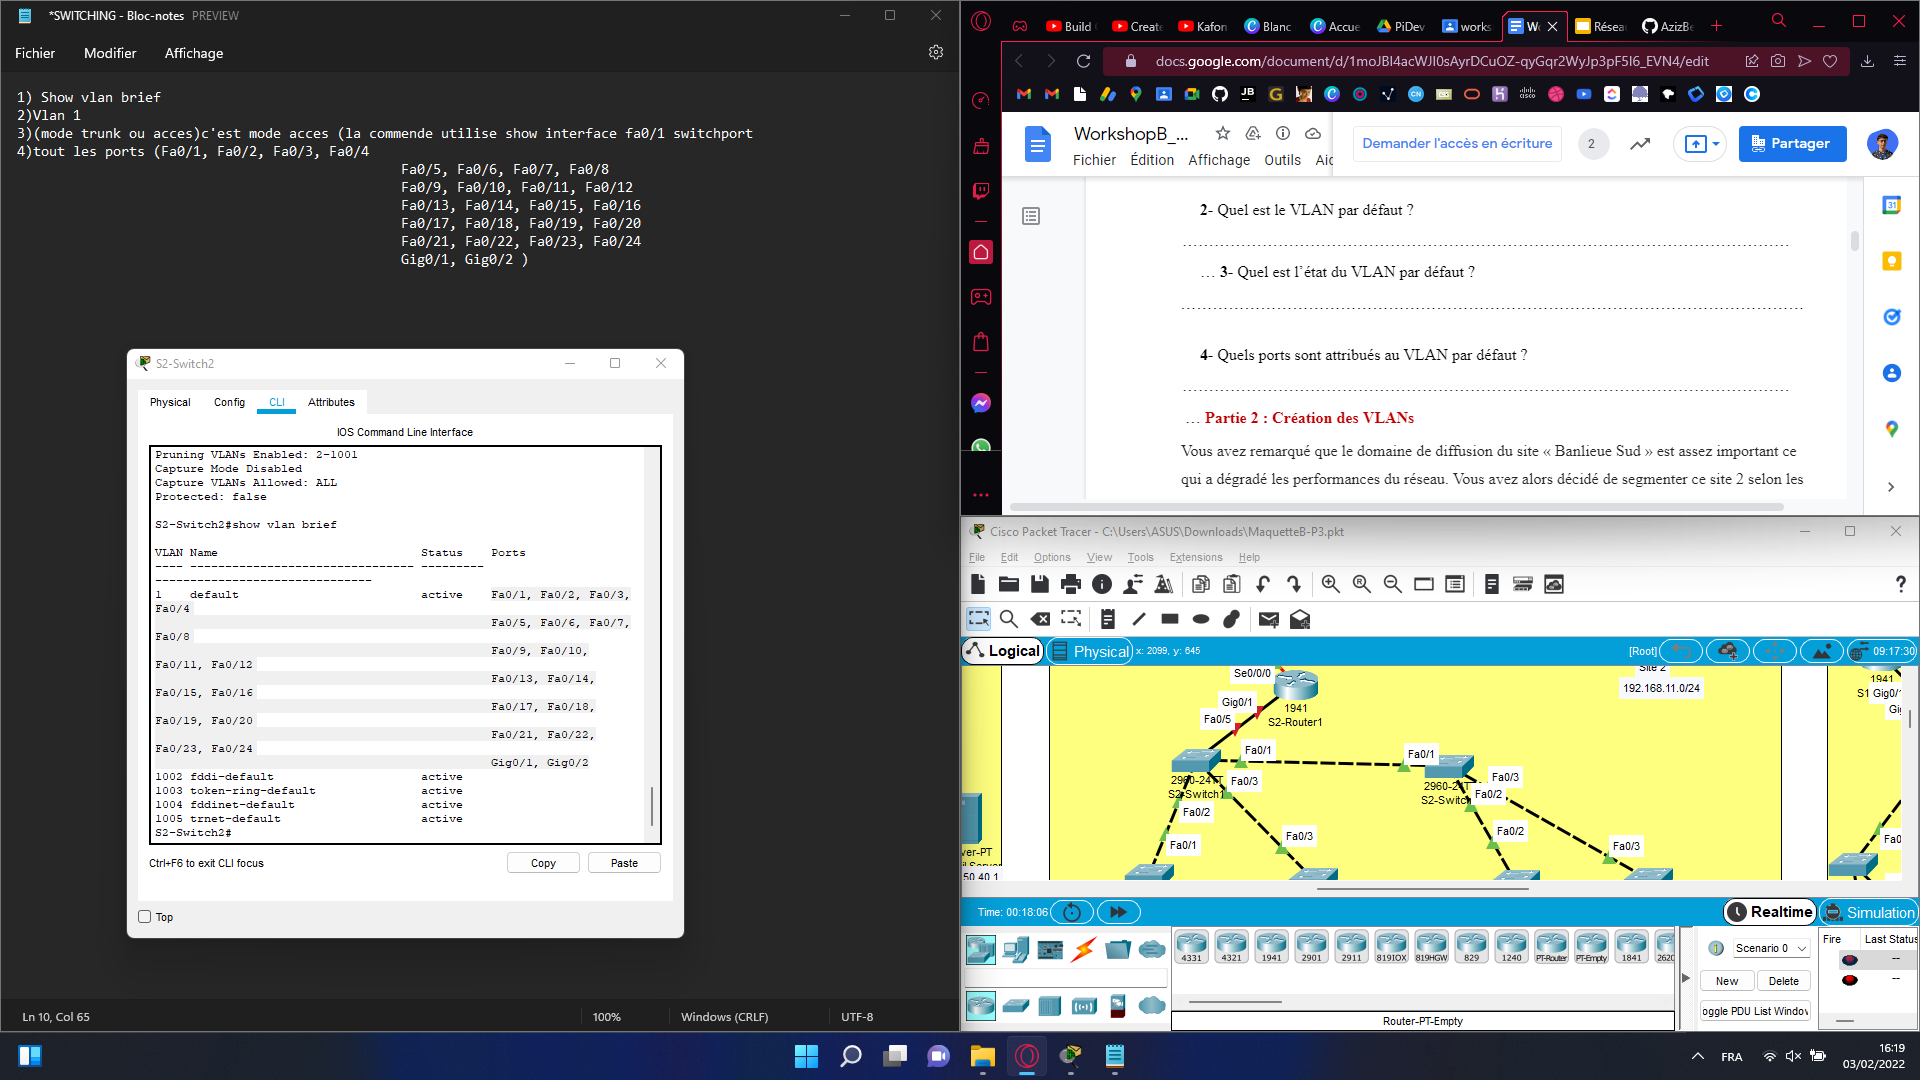 *SWITCHING - Bloc-notes PREVIEW
Fichier Modifier Affichage
1) Show vlan brief
2)Vlan 1
3)(mode trunk ou acces)c'est mode acces (la commende utilise show interface fa0/1 switchport
4)tout les ports (Fa0/1, Fa0/2, Fa0/3, Fa0/4
Fa0/5, Fa0/6, Fa0/7, Fa0/8
Fa0/9, Fa0/10, Fa0/11, Fa0/12
Fa0/13, Fa0/14, Fa0/15, Fa0/16
Fa0/17, Fa0/18, Fa0/19, Fa0/20
Fa0/21, Fa0/22, Fa0/23, Fa0/24
Gig0/1, Gig0/2 )
S2-Switch2
Physical Config CLI Attributes
IOS Command Line Interface
Pruning VLANs Enabled: 2-1001
Capture Mode Disabled
Capture VLANs Allowed: ALL
Protected: false
S2-Switch2#show vlan brief
VLAN Name Status Ports
---- -------------------------------- ---------
-------------------------------
1 default active Fa0/1, Fa0/2, Fa0/3,
Fa0/4
Fa0/5, Fa0/6, Fa0/7,
Fa0/8
Fa0/9, Fa0/10,
Fa0/11, Fa0/12
Fa0/13, Fa0/14,
Fa0/15, Fa0/16
Fa0/17, Fa0/18,
Fa0/19, Fa0/20
Fa0/21, Fa0/22,
Fa0/23, Fa0/24
Gig0/1, Gig0/2
1002 fddi-default active
1003 token-ring-default active
1004 fddinet-default active
1005 trnet-default active
S2-Switch2#
Ctrl+F6 to exit CLI focus
Copy Paste
Top
Ln 10, Col 65 100% Windows (CRLF) UTF-8
Build Create Kafon Blanc Accue PiDev works Wo Résea AzizBe
docs.google.com/document/d/1moJBl4acWJl0sAyrDCuOZ-qyGqr2WyJp3pF5I6_EVN4/edit
WorkshopB_...
Fichier Édition Affichage Outils Aic
Demander l'accès en écriture
2
Partager
2- Quel est le VLAN par défaut ?
… 3- Quel est l'état du VLAN par défaut ?
4- Quels ports sont attribués au VLAN par défaut ?
… Partie 2 : Création des VLANs
Vous avez remarqué que le domaine de diffusion du site « Banlieue Sud » est assez important ce
qui a dégradé les performances du réseau. Vous avez alors décidé de segmenter ce site 2 selon les
Cisco Packet Tracer - C:\Users\ASUS\Downloads\MaquetteB-P3.pkt
File Edit Options View Tools Extensions Help
Logical Physical x: 2099, y: 645 [Root] 09:17:30
Se0/0/0
Gig0/1
Fa0/5
1941
S2-Router1
Site 2
192.168.11.0/24
1941
S1 Gig0/1
Fa0/1
Fa0/1
2960-24TT
S2-Switch1
Fa0/3
Fa0/2
2960-24T
S2-Switc
Fa0/3
Fa0/2
Fa0/1
Fa0/3
Fa0/2
Fa0/3
ver-PT
il Server
50.40.1
Time: 00:18:06
Realtime Simulation
4331 4321 1941 2901 2911 819IOX 819HGW 829 1240 PT-Router PT-Empty 1841 2620
Router-PT-Empty
Scenario 0
New Delete
oggle PDU List Window
Fire Last Status
--
--
FRA
16:19
03/02/2022